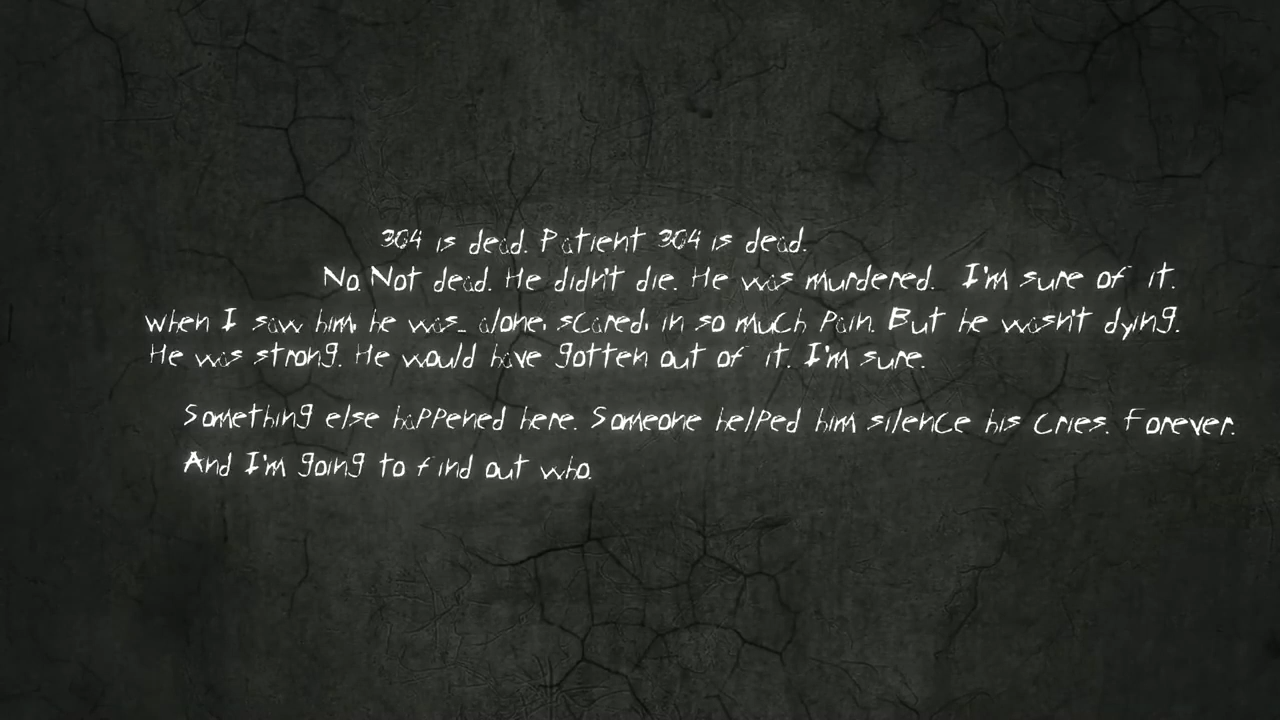 304 is dead. Patient 304 is dead.
No. Not dead. He didn't die. He was murdered. I'm sure of it.
when I saw him, he was... alone, scared, in so much pain. But he wasn't dying.
He was strong. He would have gotten out of it. I'm sure.
Something else happened here. Someone helped him silence his cries. Forever.
And I'm going to find out who.